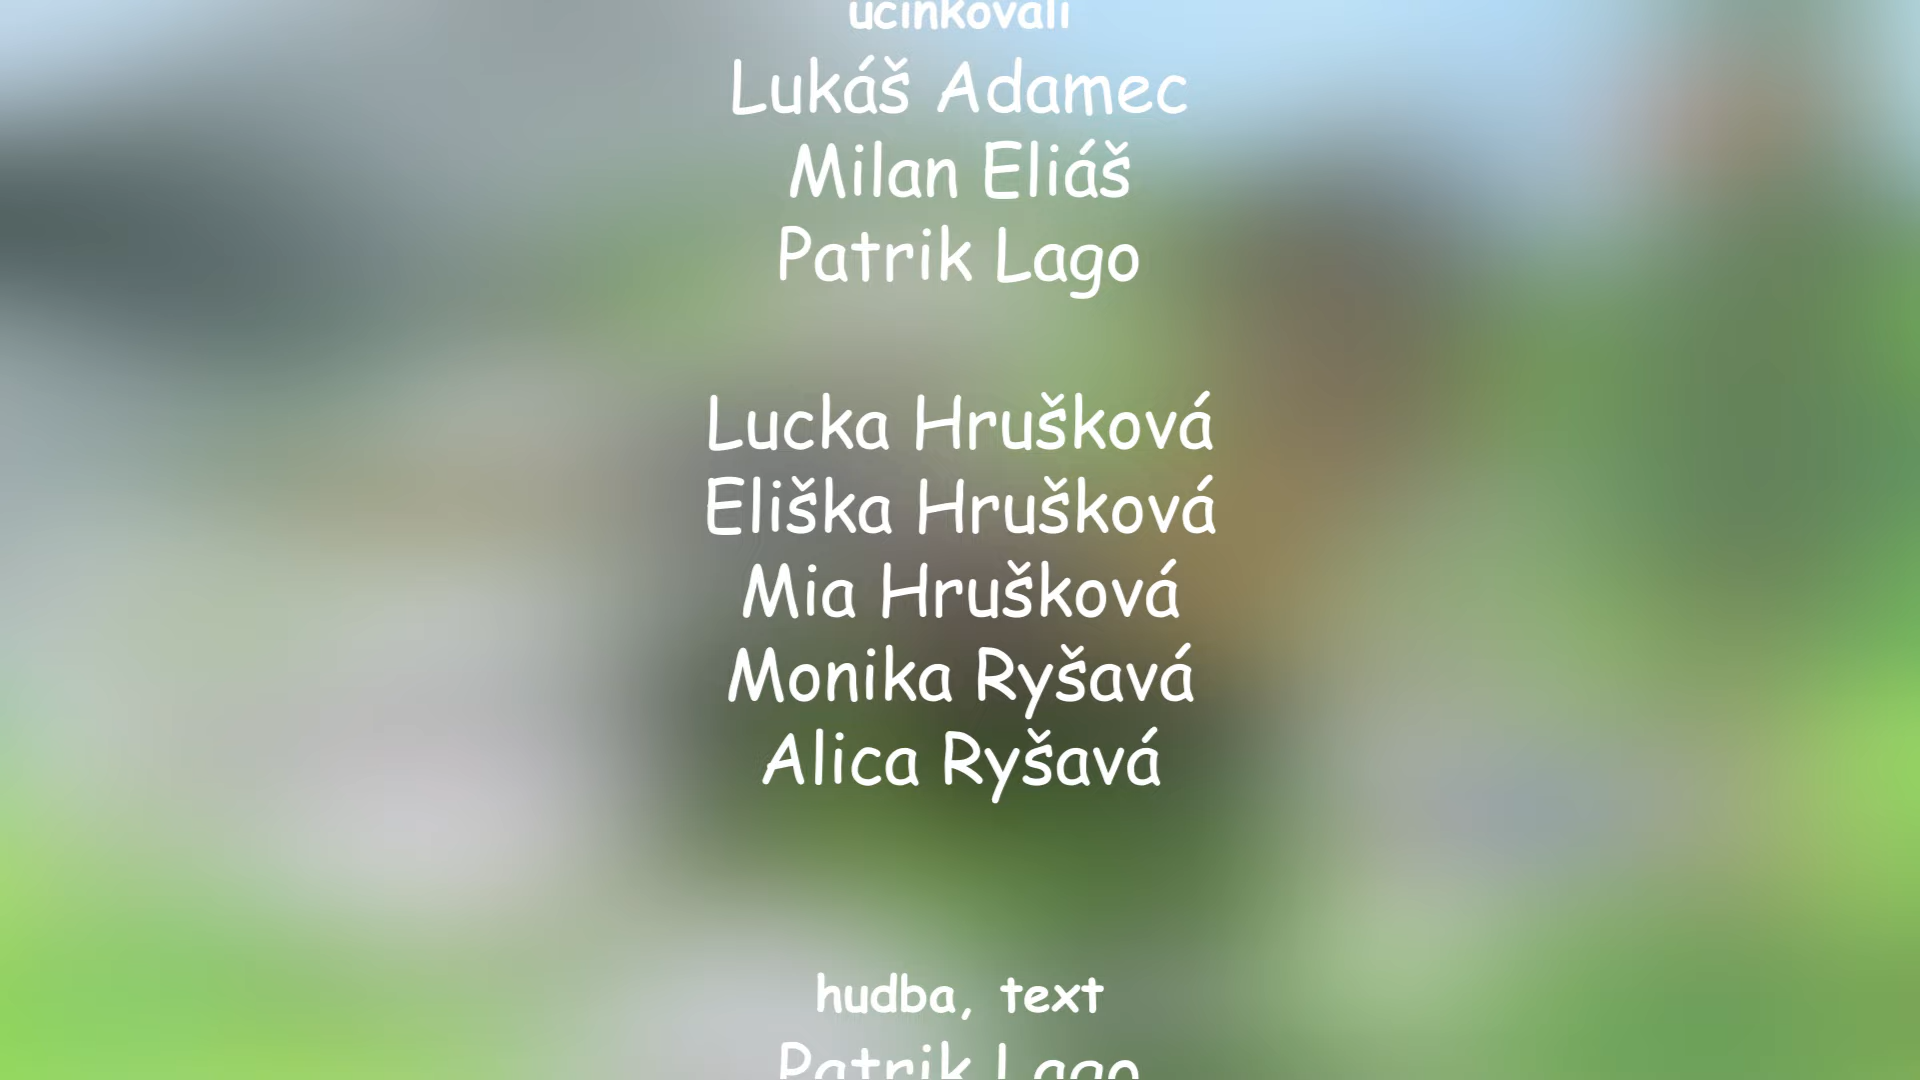 účinkovali
Lukáš Adamec
Milan Eliáš
Patrik Lago
Lucka Hrušková
Eliška Hrušková
Mia Hrušková
Monika Ryšavá
Alica Ryšavá
hudba, text
Patrik Lago